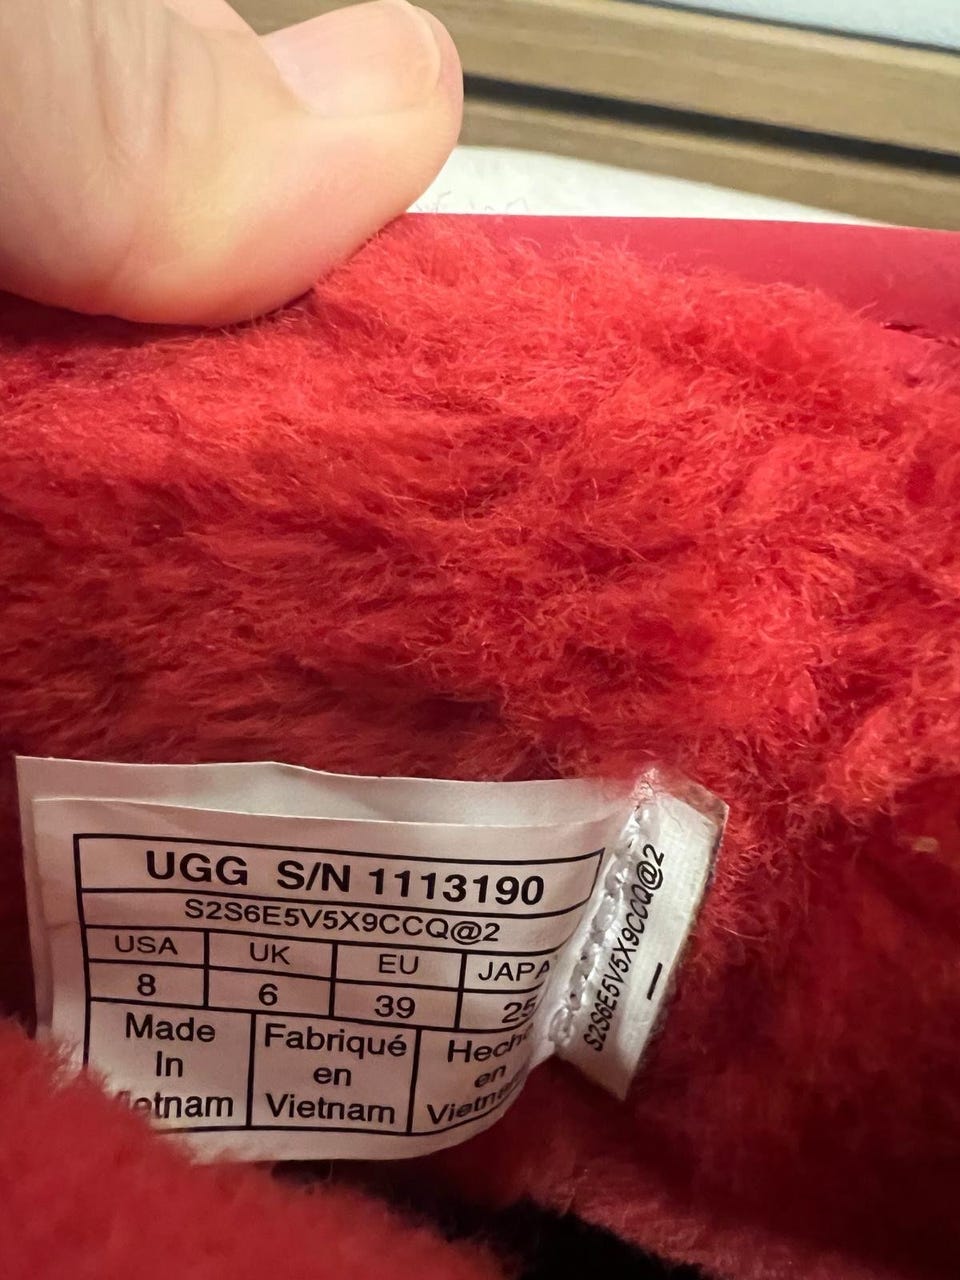 UGG S/N 1113190
S2S6E5V5X9CCQ@2
USA UK EU
8 6 39
Made Fabriqué
In en en
Vietnam
S2S6E5V5X9CCQ@2